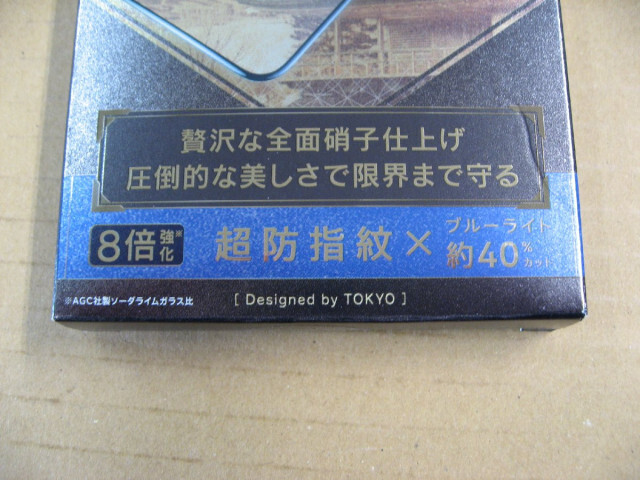 贅沢な全面硝子仕上げ
圧倒的な美しさで限界まで守る
8倍強化※
超防指紋×
ブルーライト
約40%カット
※AGC社製ソーダライムガラス比
[ Designed by TOKYO ]